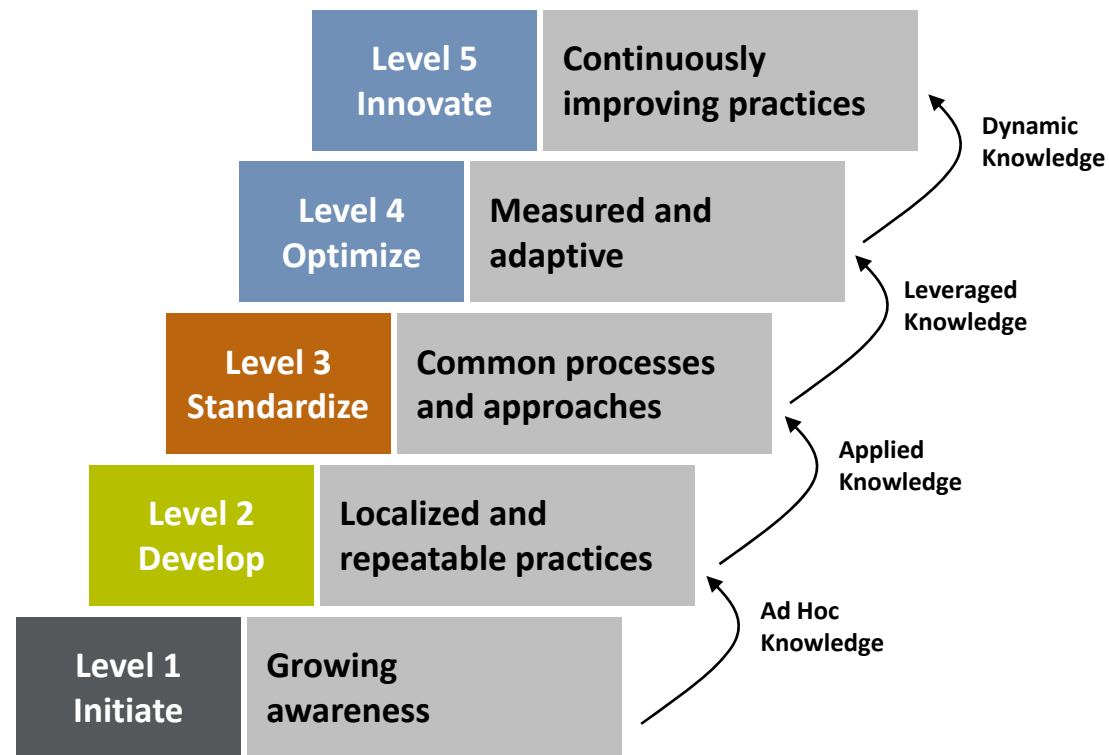 Level 5
Innovate
Continuously
improving practices
Dynamic
Knowledge
Level 4
Optimize
Measured and
adaptive
Leveraged
Knowledge
Level 3
Standardize
Common processes
and approaches
Applied
Knowledge
Level 2
Develop
Localized and
repeatable practices
Ad Hoc
Knowledge
Level 1
Initiate
Growing
awareness